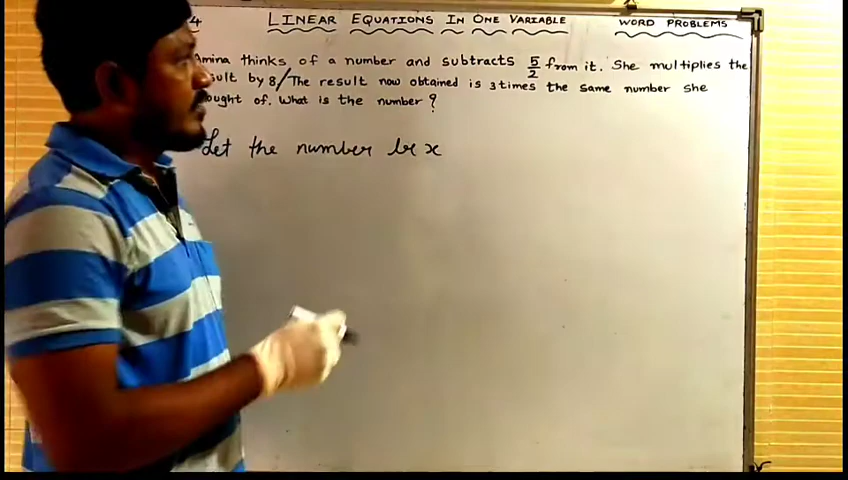 4 LINEAR EQUATIONS IN ONE VARIABLE WORD PROBLEMS
Amina thinks of a number and subtracts 5/2 from it. She multiplies the
sult by 8/The result now obtained is 3 times the same number she
ought of. What is the number?
Let the number be x